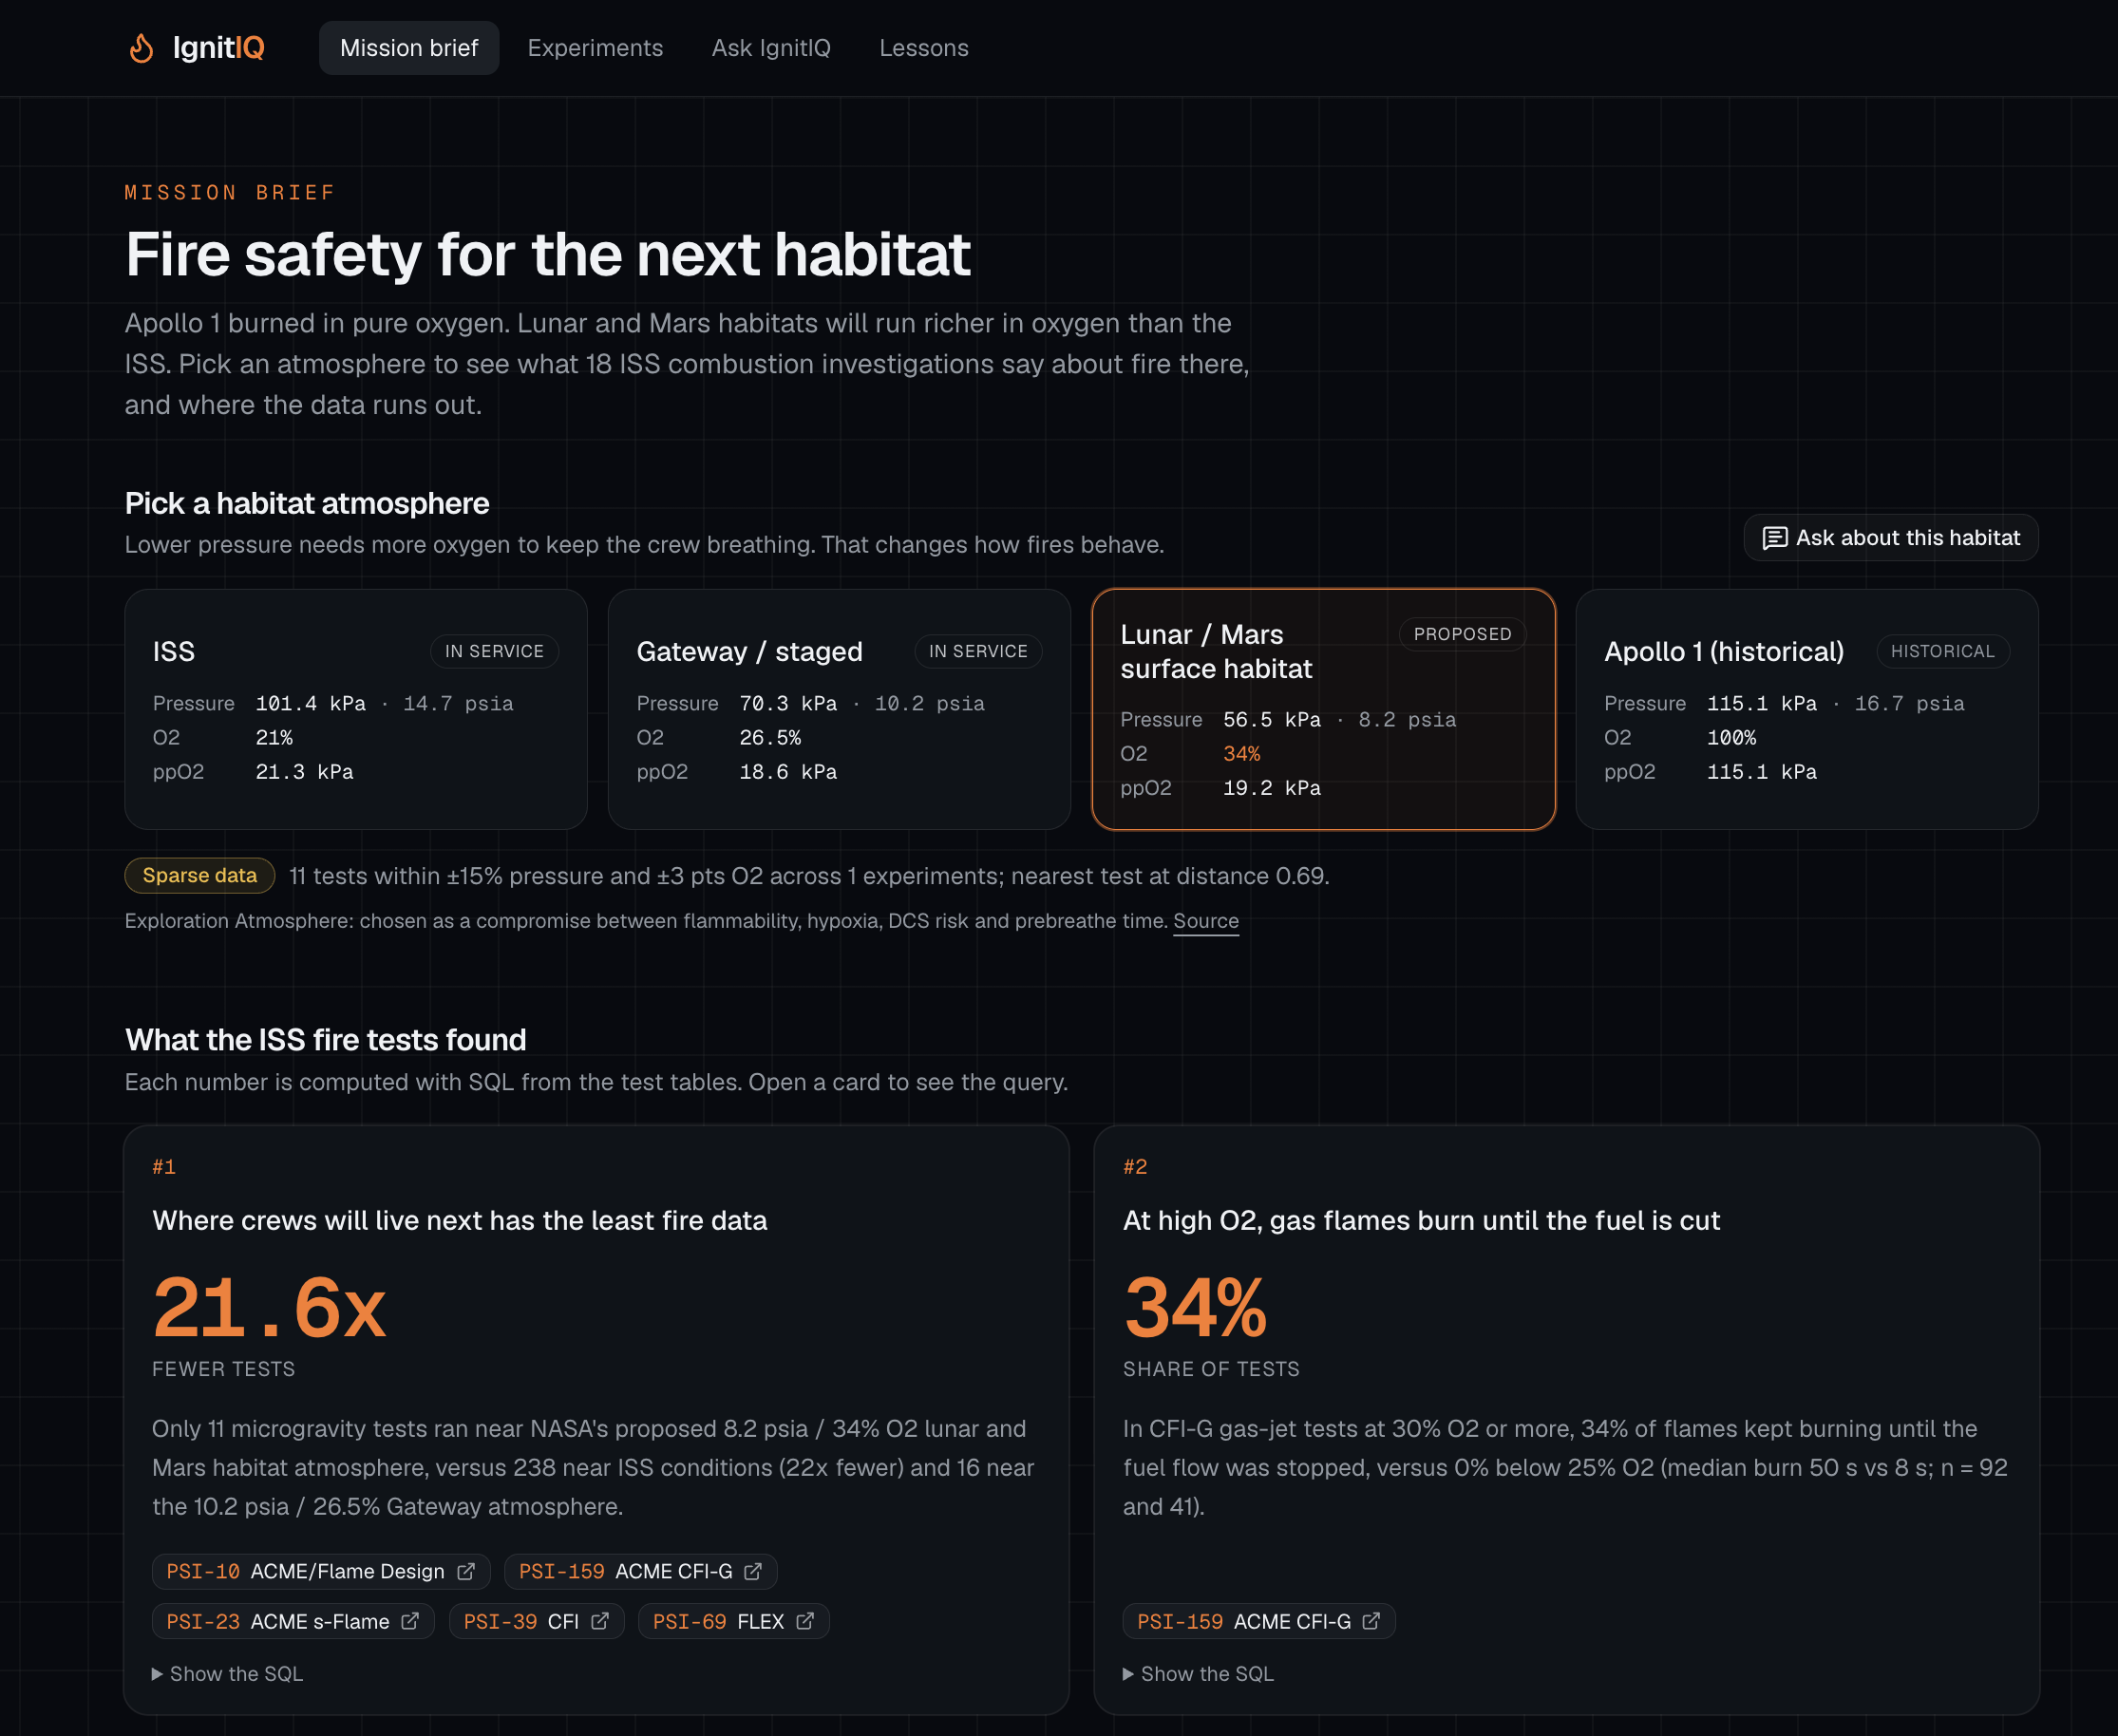 IgnitIQ
Mission brief
Experiments
Ask IgnitIQ
Lessons
MISSION BRIEF
Fire safety for the next habitat
Apollo 1 burned in pure oxygen. Lunar and Mars habitats will run richer in oxygen than the
ISS. Pick an atmosphere to see what 18 ISS combustion investigations say about fire there,
and where the data runs out.
Pick a habitat atmosphere
Lower pressure needs more oxygen to keep the crew breathing. That changes how fires behave.
Ask about this habitat
ISS
IN SERVICE
Pressure 101.4 kPa · 14.7 psia
O2 21%
ppO2 21.3 kPa
Gateway / staged
IN SERVICE
Pressure 70.3 kPa · 10.2 psia
O2 26.5%
ppO2 18.6 kPa
Lunar / Mars
surface habitat
PROPOSED
Pressure 56.5 kPa · 8.2 psia
O2 34%
ppO2 19.2 kPa
Apollo 1 (historical)
HISTORICAL
Pressure 115.1 kPa · 16.7 psia
O2 100%
ppO2 115.1 kPa
Sparse data 11 tests within ±15% pressure and ±3 pts O2 across 1 experiments; nearest test at distance 0.69.
Exploration Atmosphere: chosen as a compromise between flammability, hypoxia, DCS risk and prebreathe time. Source
What the ISS fire tests found
Each number is computed with SQL from the test tables. Open a card to see the query.
#1
Where crews will live next has the least fire data
21.6x
FEWER TESTS
Only 11 microgravity tests ran near NASA's proposed 8.2 psia / 34% O2 lunar and
Mars habitat atmosphere, versus 238 near ISS conditions (22x fewer) and 16 near
the 10.2 psia / 26.5% Gateway atmosphere.
PSI-10 ACME/Flame Design
PSI-159 ACME CFI-G
PSI-23 ACME s-Flame
PSI-39 CFI
PSI-69 FLEX
Show the SQL
#2
At high O2, gas flames burn until the fuel is cut
34%
SHARE OF TESTS
In CFI-G gas-jet tests at 30% O2 or more, 34% of flames kept burning until the
fuel flow was stopped, versus 0% below 25% O2 (median burn 50 s vs 8 s; n = 92
and 41).
PSI-159 ACME CFI-G
Show the SQL